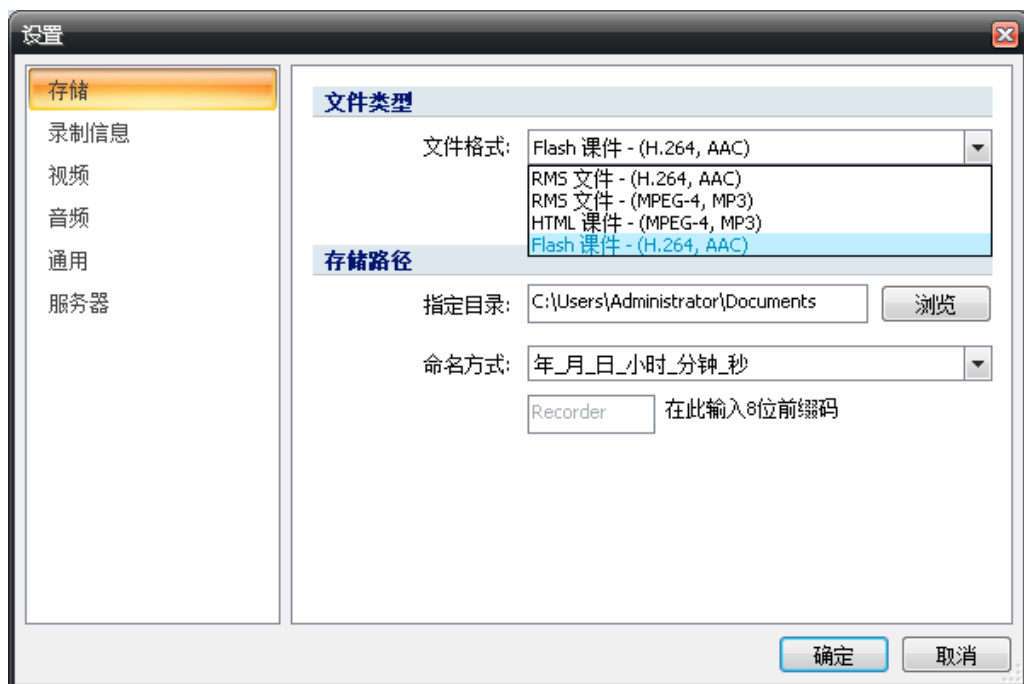 设置
存储
录制信息
视频
音频
通用
服务器
文件类型
文件格式: Flash 课件 - (H.264, AAC)
RMS 文件 - (H.264, AAC)
RMS 文件 - (MPEG-4, MP3)
HTML 课件 - (MPEG-4, MP3)
Flash 课件 - (H.264, AAC)
存储路径
指定目录: C:\Users\Administrator\Documents 浏览
命名方式: 年_月_日_小时_分钟_秒
Recorder 在此输入8位前缀码
确定 取消